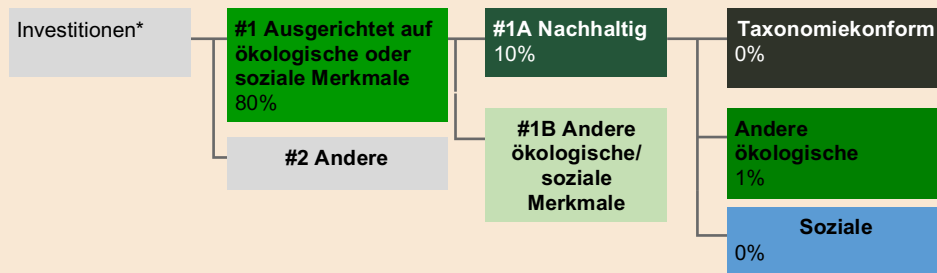 Investitionen*
#1 Ausgerichtet auf
ökologische oder
soziale Merkmale
80%
#2 Andere
#1A Nachhaltig
10%
#1B Andere
ökologische/
soziale
Merkmale
Taxonomiekonform
0%
Andere
ökologische
1%
Soziale
0%